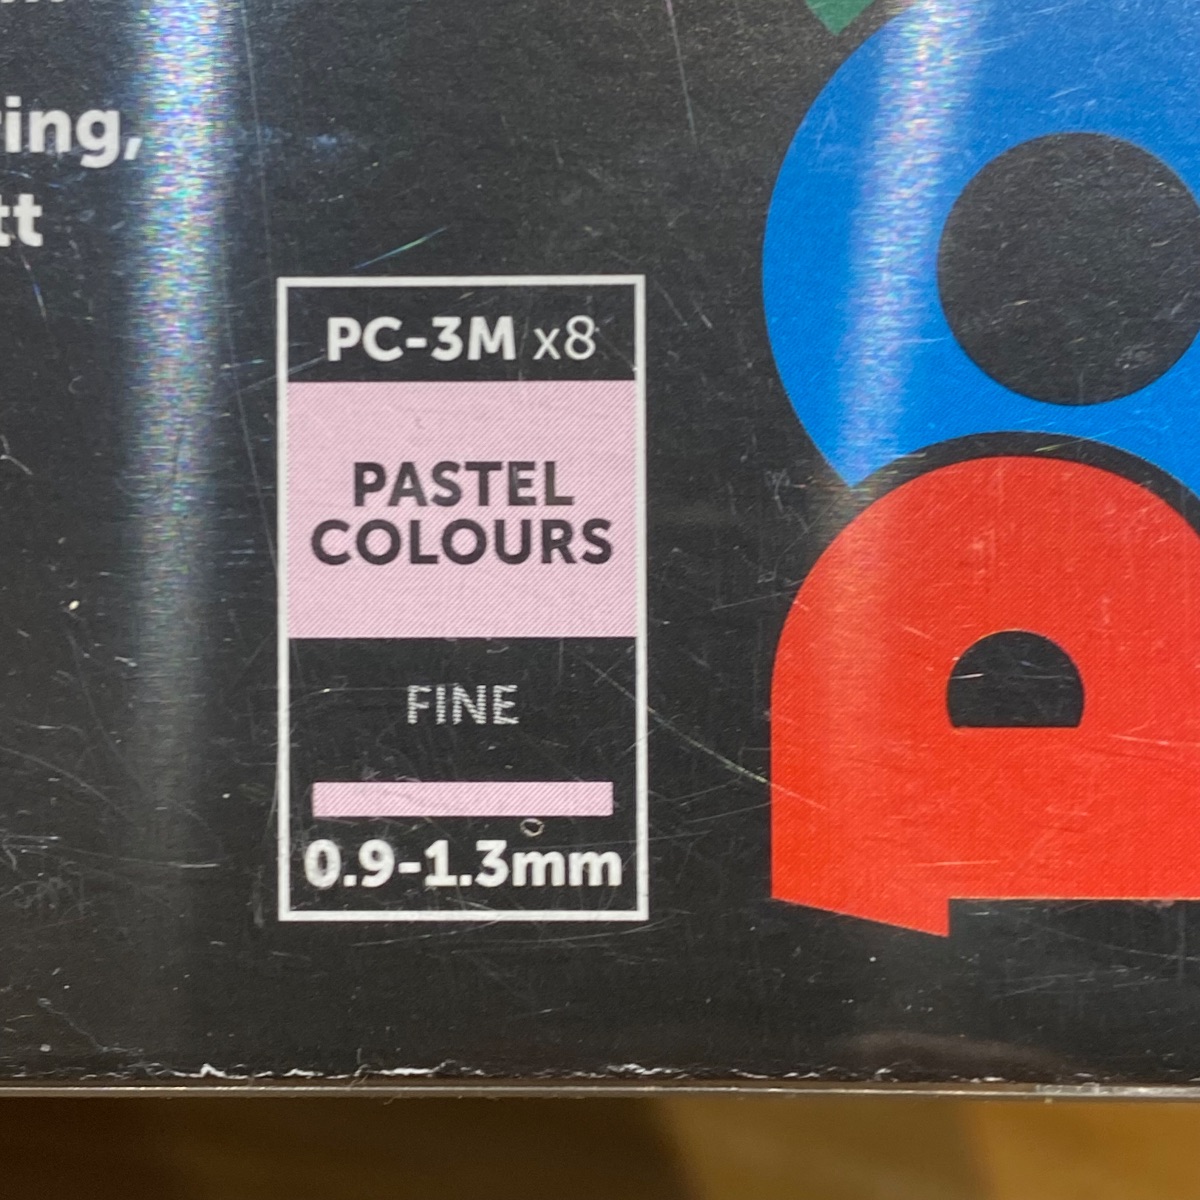 ring,
tt
PC-3M x8
PASTEL
COLOURS
FINE
0.9-1.3mm